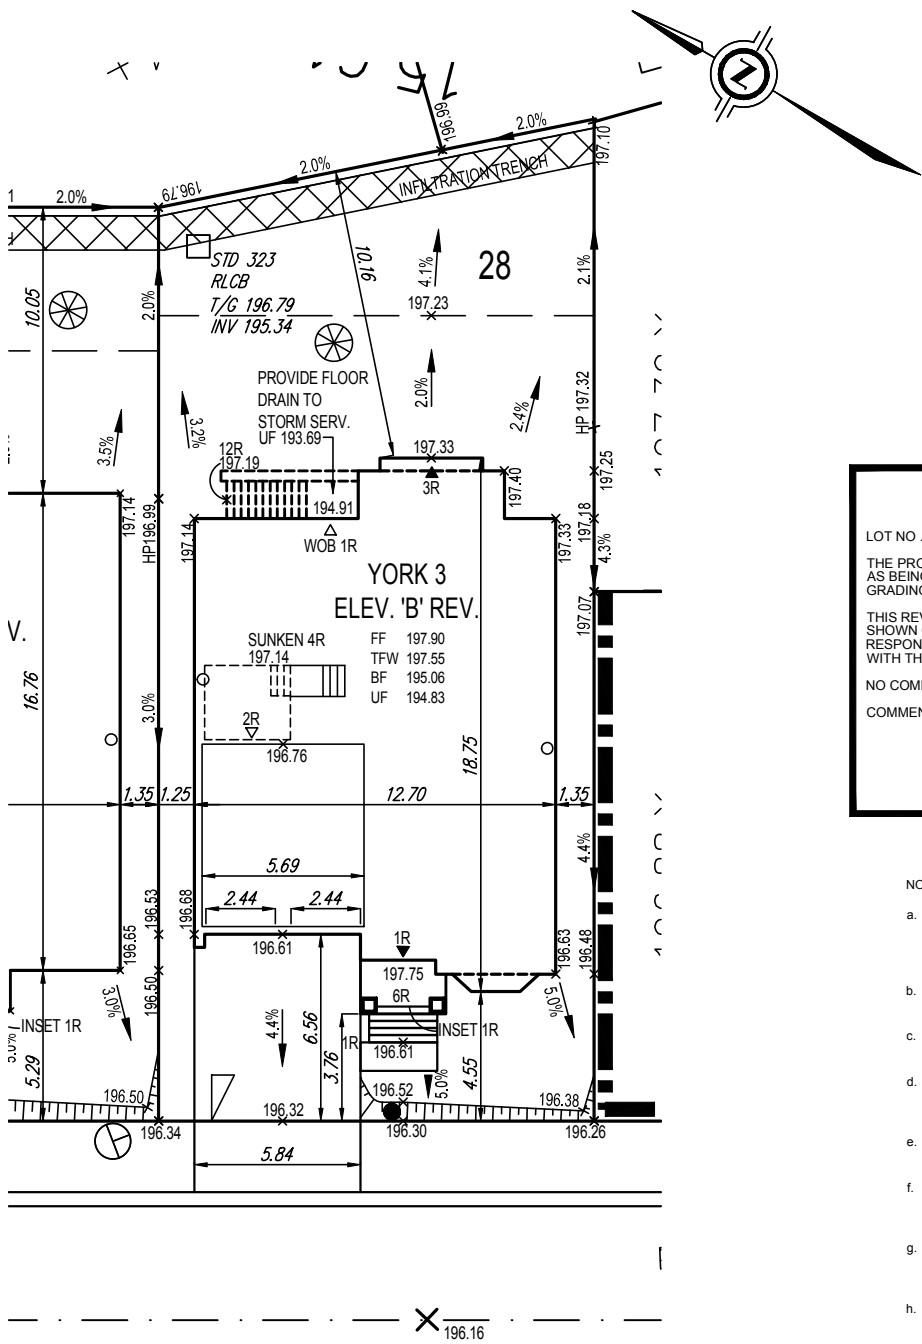 196.99
2.0%
197.10
2.0%
2.0%
196.79
INFILTRATION TRENCH
STD 323
RLCB
T/G 196.79
INV 195.34
10.16
4.1%
28
2.1%
10.05
2.0%
197.23
PROVIDE FLOOR
DRAIN TO
STORM SERV.
UF 193.69
2.0%
2.4%
HP 197.32
3.5%
3.2%
12R
197.19
197.33
3R
197.40
197.25
197.14
HP196.99
197.14
194.91
WOB 1R
197.33
197.18
4.3%
YORK 3
ELEV. 'B' REV.
FF 197.90
TFW 197.55
BF 195.06
UF 194.83
SUNKEN 4R
197.14
2R
196.76
197.07
V.
16.76
3.0%
18.75
1.35
1.25
12.70
1.35
5.69
2.44
2.44
4.4%
196.65
196.53
196.68
196.61
1R
197.75
6R
INSET 1R
1R
196.61
196.63
196.48
196.50
3.0%
5.0%
INSET 1R
5.0%
5.29
4.4%
6.56
3.76
5.0%
4.55
196.50
196.52
196.38
196.34
196.32
196.30
196.26
5.84
196.16
N
LOT NO
THE PRO
AS BEIN
GRADING
THIS REV
SHOWN
RESPON
WITH TH
NO COM
COMMEN
NO
a.
b.
c.
d.
e.
f.
g.
h.